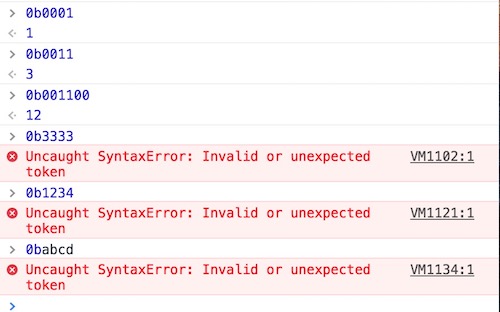 0b0001
1
0b0011
3
0b001100
12
0b3333
Uncaught SyntaxError: Invalid or unexpected VM1102:1
token
0b1234
Uncaught SyntaxError: Invalid or unexpected VM1121:1
token
0babcd
Uncaught SyntaxError: Invalid or unexpected VM1134:1
token